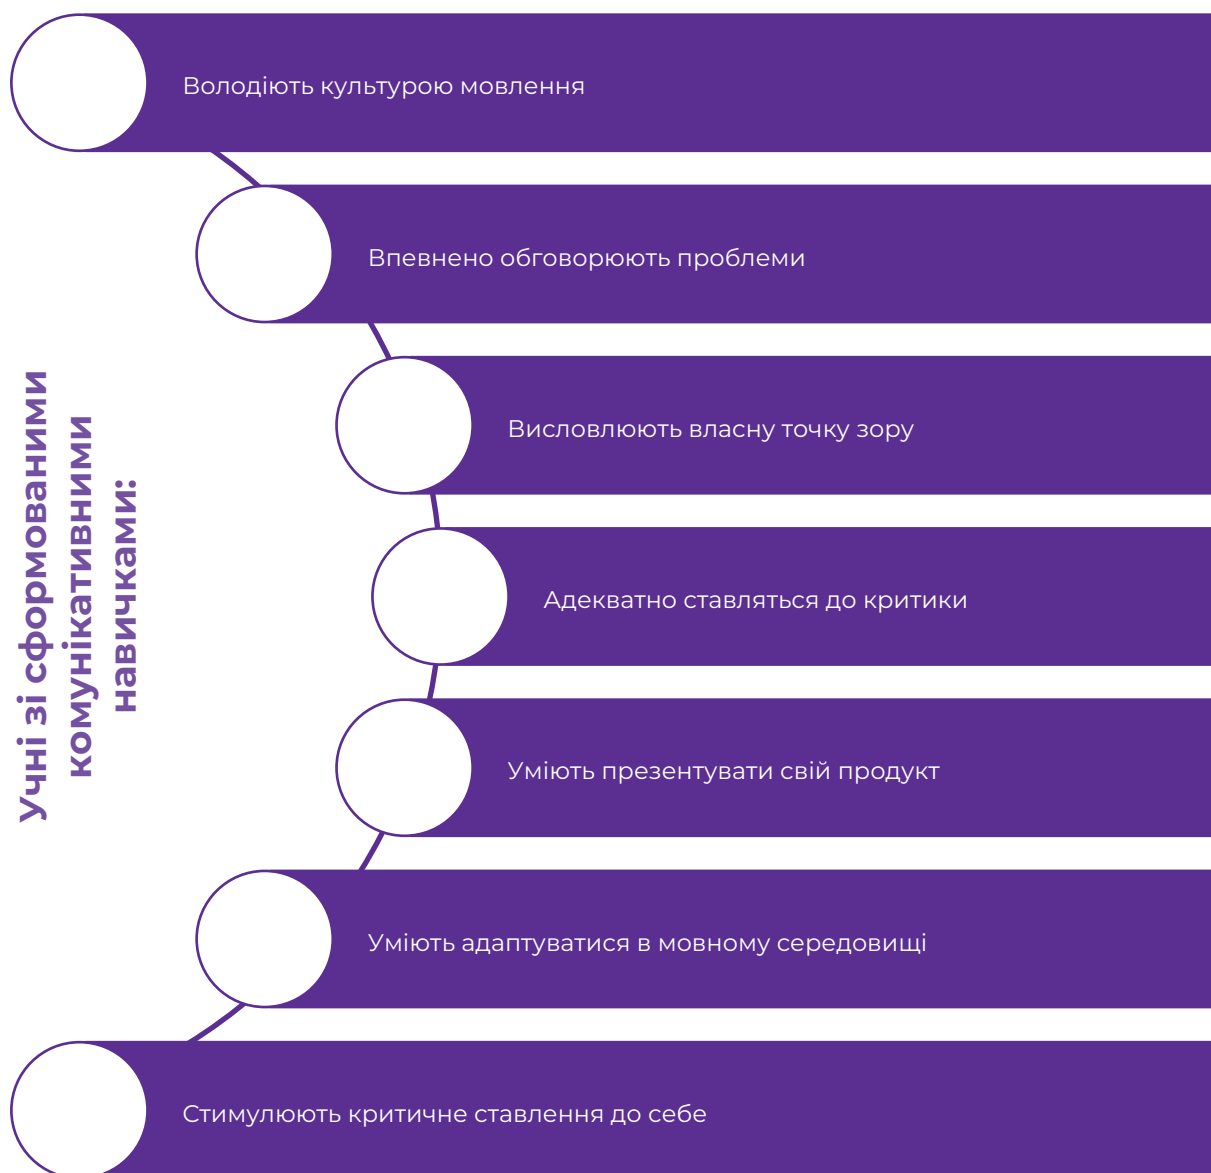 Учні зі сформованими
комунікативними
навичками:
Володіють культурою мовлення
Впевнено обговорюють проблеми
Висловлюють власну точку зору
Адекватно ставляться до критики
Уміють презентувати свій продукт
Уміють адаптуватися в мовному середовищі
Стимулюють критичне ставлення до себе